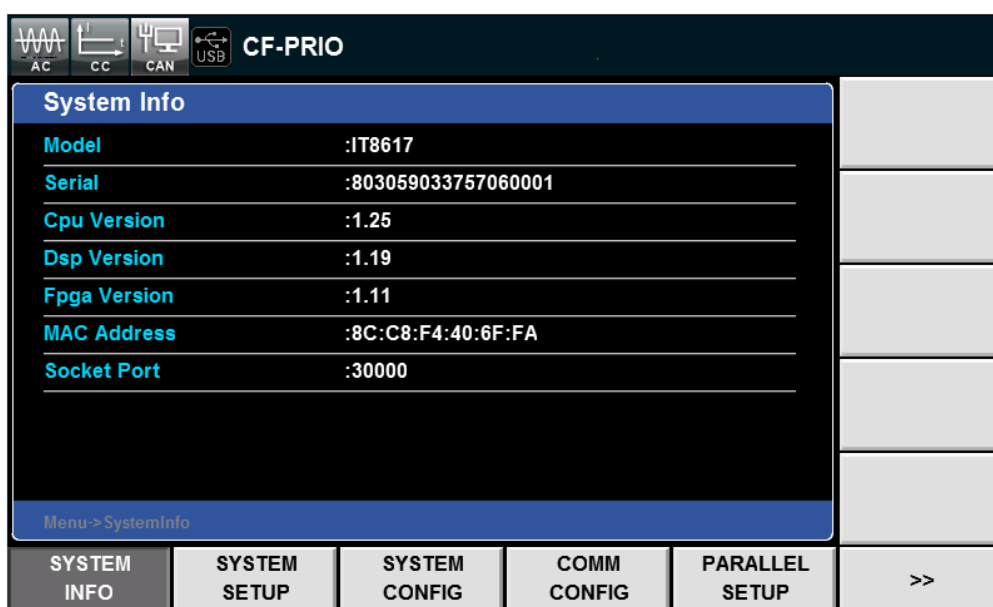 AC
t
CC
CAN
USB
CF-PRIO
System Info
Model :IT8617
Serial :803059033757060001
Cpu Version :1.25
Dsp Version :1.19
Fpga Version :1.11
MAC Address :8C:C8:F4:40:6F:FA
Socket Port :30000
Menu->SystemInfo
SYSTEM INFO
SYSTEM SETUP
SYSTEM CONFIG
COMM CONFIG
PARALLEL SETUP
>>